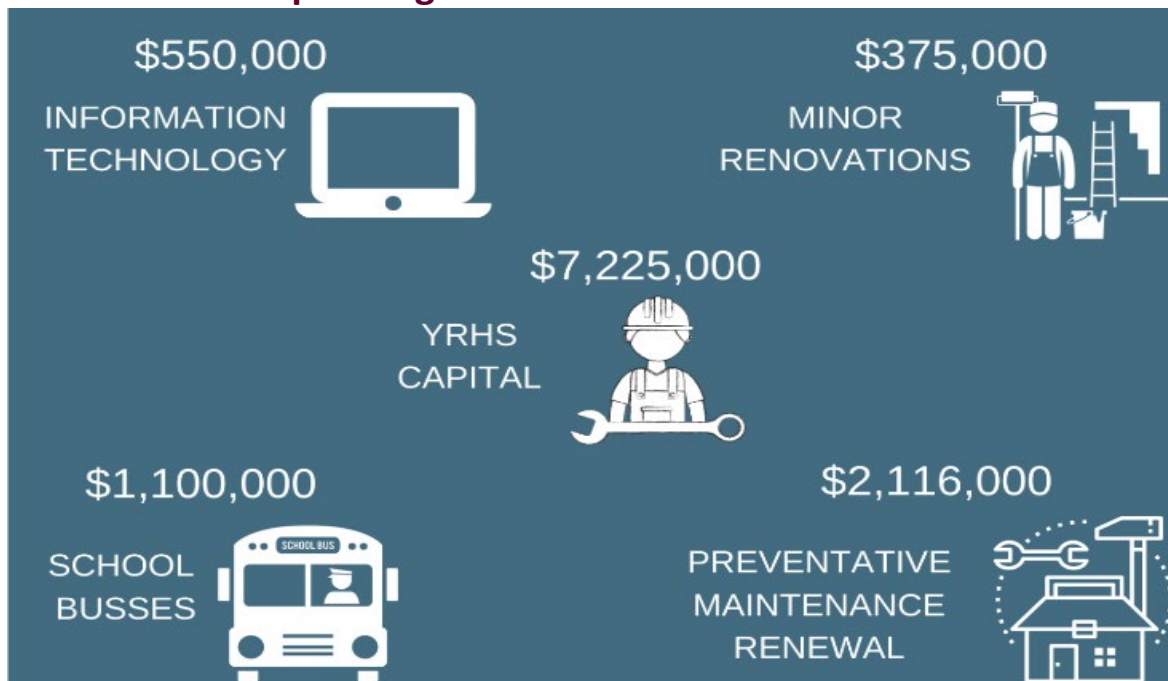 $550,000
INFORMATION
TECHNOLOGY
$375,000
MINOR
RENOVATIONS
$7,225,000
YRHS
CAPITAL
$1,100,000
SCHOOL
BUSSES
SCHOOL BUS
$2,116,000
PREVENTATIVE
MAINTENANCE
RENEWAL